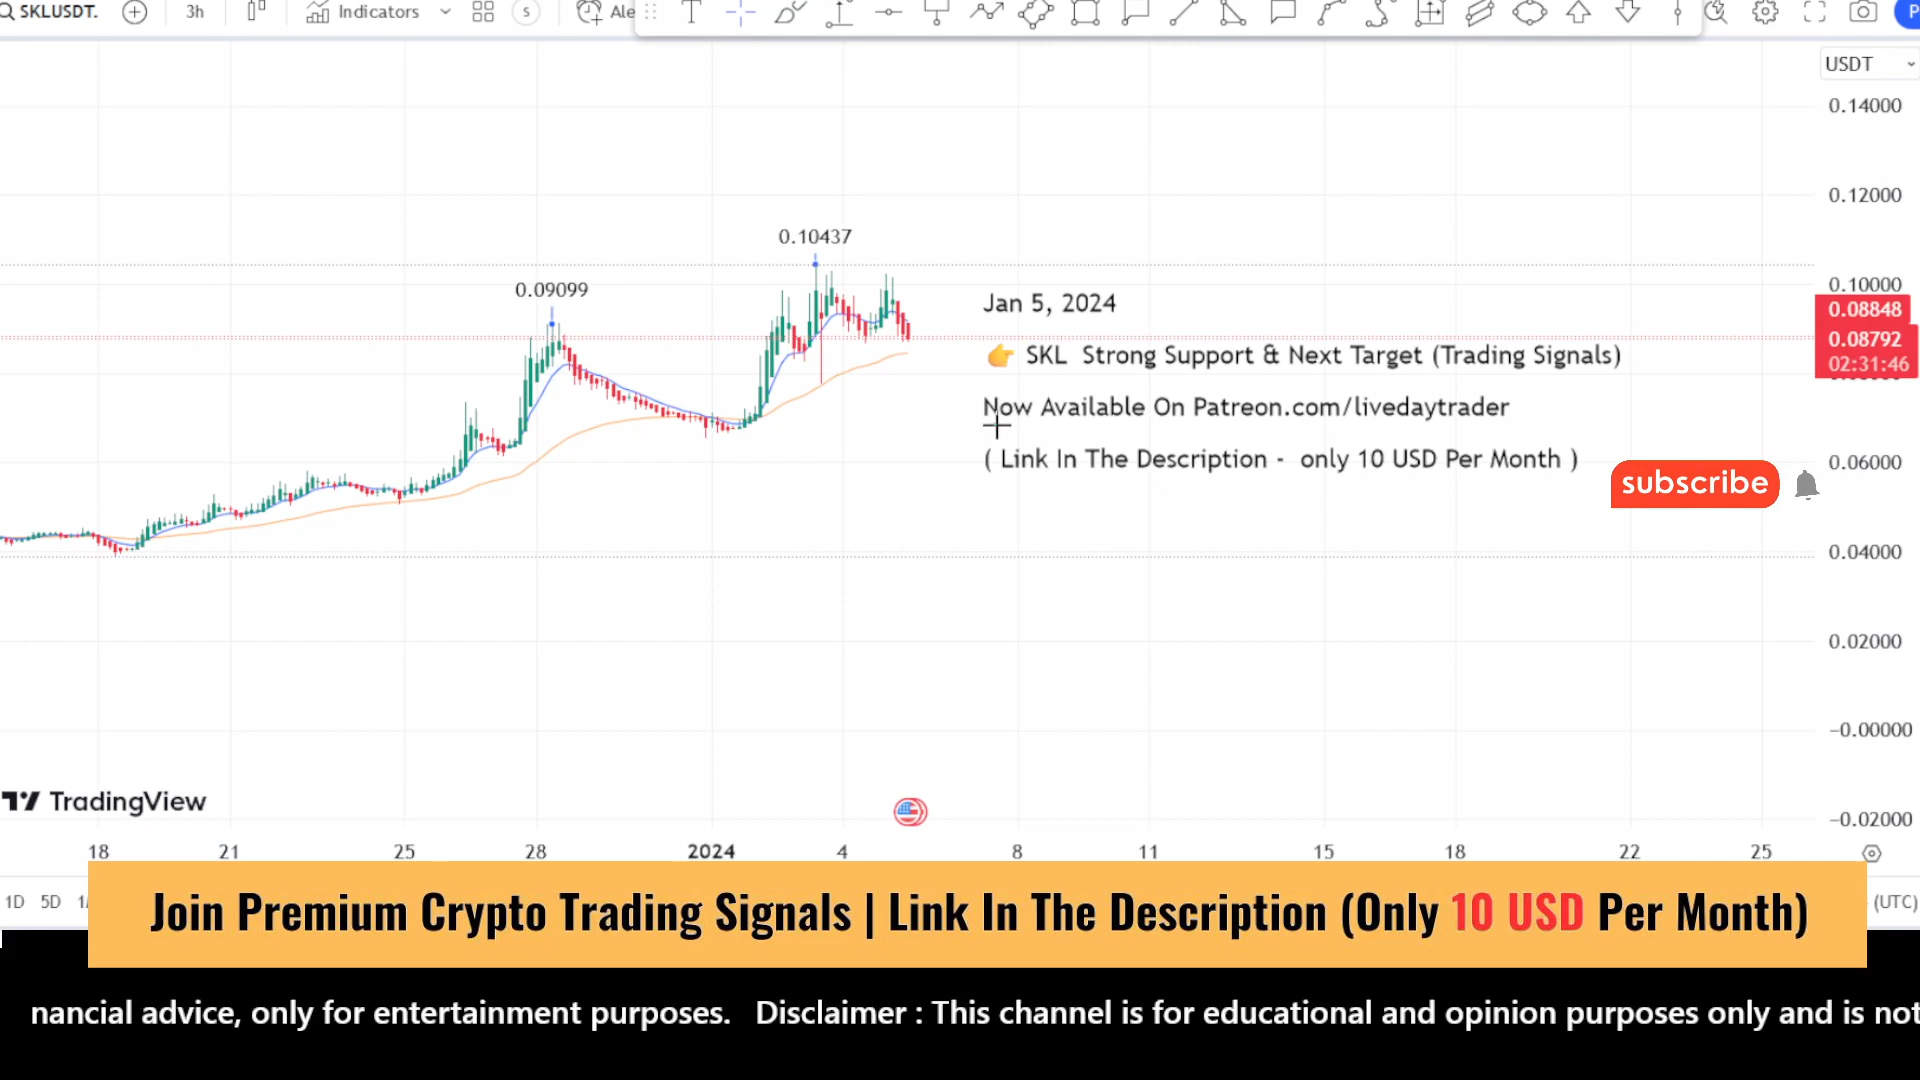 SKLUSDT.
3h
Indicators
S
Ale
T
P
USDT
0.14000
0.12000
0.10437
0.09099
0.10000
0.08848
0.08792
02:31:46
Jan 5, 2024
👉 SKL Strong Support & Next Target (Trading Signals)
Now Available On Patreon.com/livedaytrader
( Link In The Description - only 10 USD Per Month )
subscribe
0.06000
0.04000
0.02000
−0.00000
−0.02000
TradingView
18 21 25 28 2024 4 8 11 15 18 22 25
1D 5D
(UTC)
Join Premium Crypto Trading Signals | Link In The Description (Only 10 USD Per Month)
nancial advice, only for entertainment purposes. Disclaimer : This channel is for educational and opinion purposes only and is not